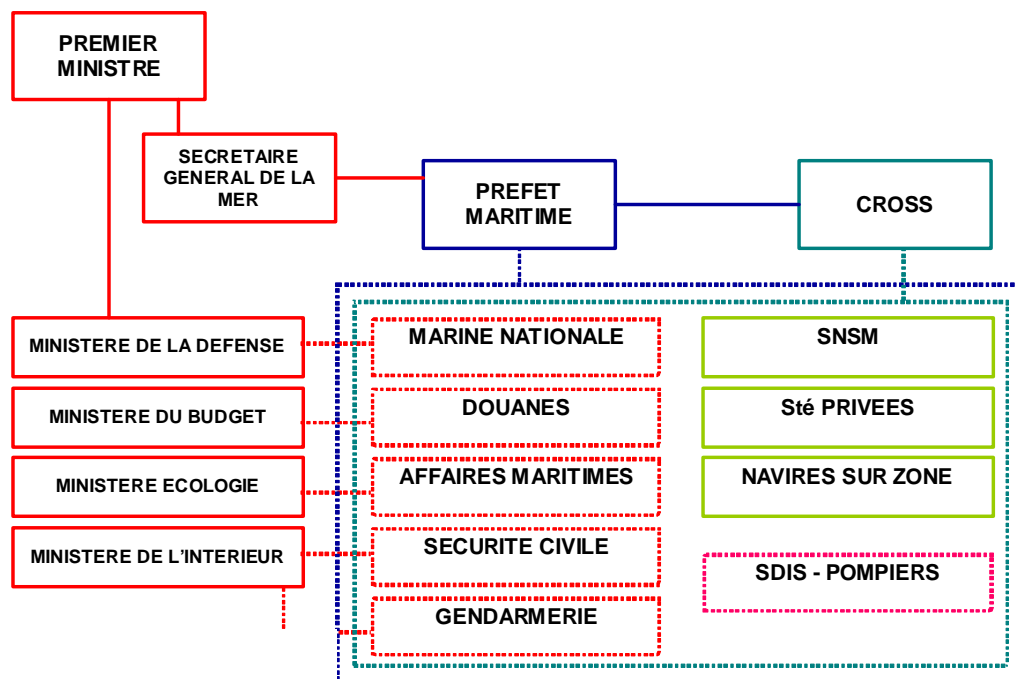 PREMIER
MINISTRE
SECRETAIRE
GENERAL DE LA
MER
PREFET
MARITIME
CROSS
MINISTERE DE LA DEFENSE
MARINE NATIONALE
SNSM
MINISTERE DU BUDGET
DOUANES
Sté PRIVEES
MINISTERE ECOLOGIE
AFFAIRES MARITIMES
NAVIRES SUR ZONE
MINISTERE DE L'INTERIEUR
SECURITE CIVILE
SDIS - POMPIERS
GENDARMERIE